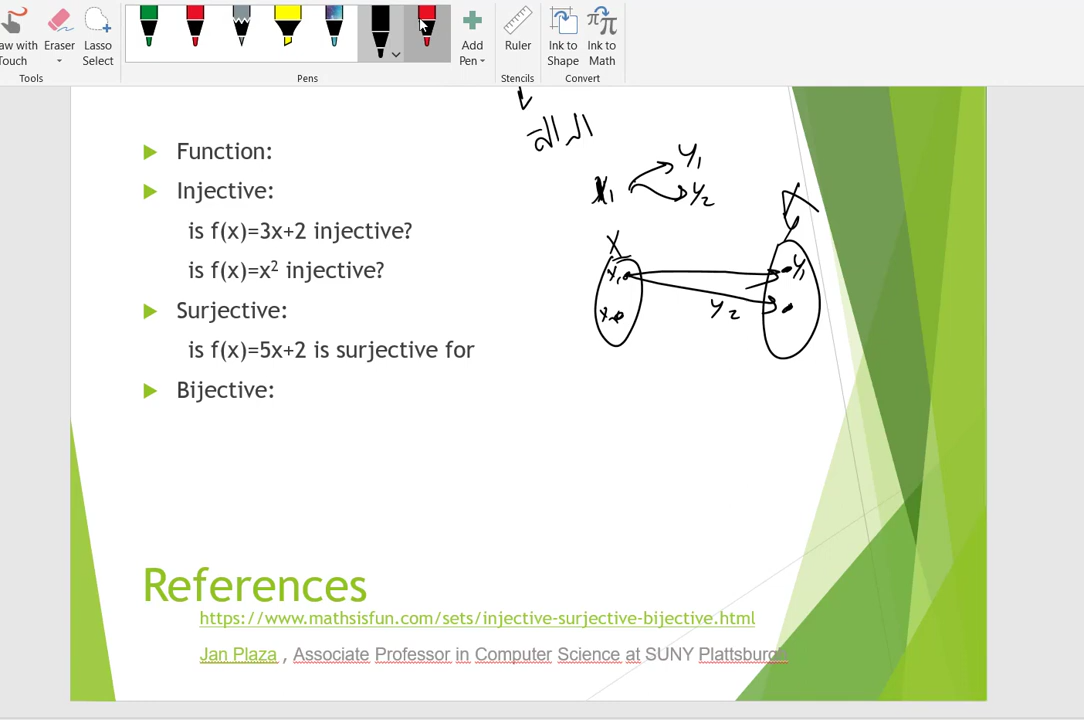 aw with
Touch
Eraser
Lasso
Select
Add
Pen
Ruler
Ink to
Shape
Ink to
Math
Tools
Pens
Stencils
Convert
Function:
Injective:
is f(x)=3x+2 injective?
is f(x)=x² injective?
Surjective:
is f(x)=5x+2 is surjective for
Bijective:
x₁ y₁
y₂
X
x₁ y₁
y₂
References
https://www.mathsisfun.com/sets/injective-surjective-bijective.html
Jan Plaza , Associate Professor in Computer Science at SUNY Plattsburgh